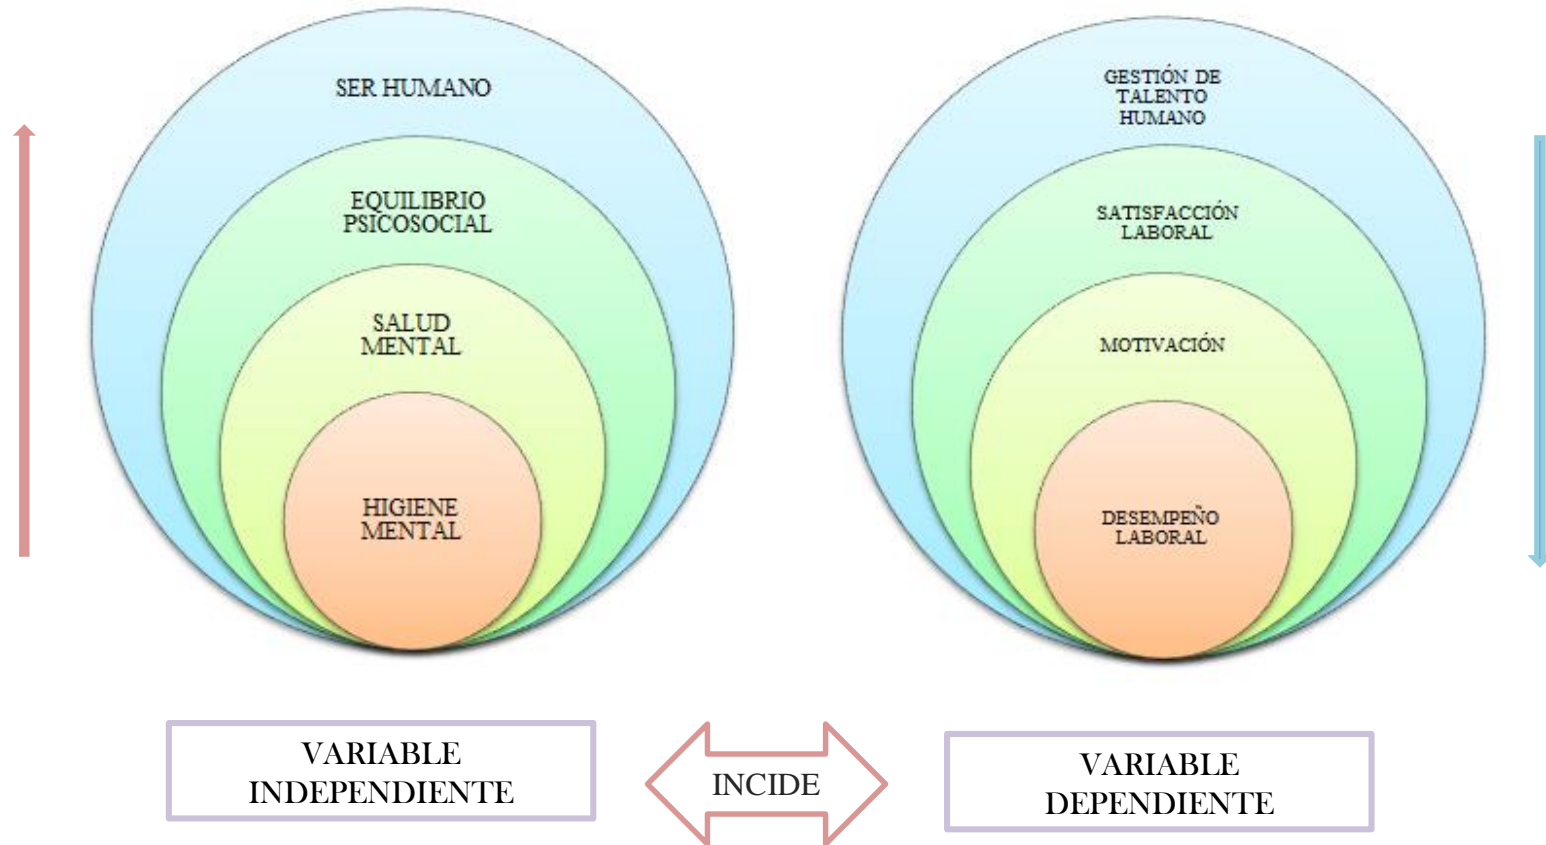 SER HUMANO
EQUILIBRIO
PSICOSOCIAL
SALUD
MENTAL
HIGIENE
MENTAL
GESTIÓN DE
TALENTO
HUMANO
SATISFACCIÓN
LABORAL
MOTIVACIÓN
DESEMPEÑO
LABORAL
VARIABLE
INDEPENDIENTE
INCIDE
VARIABLE
DEPENDIENTE